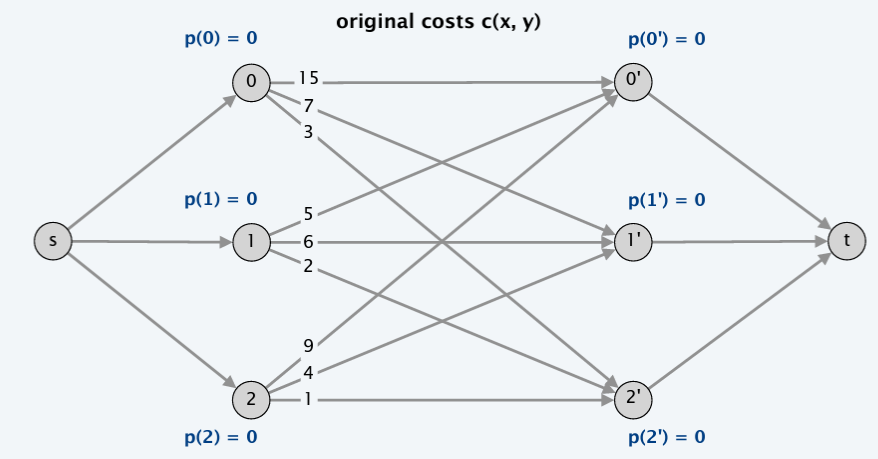 original costs c(x, y)
p(0) = 0
p(0') = 0
0
15
0'
7
3
p(1) = 0
p(1') = 0
5
s
1
6
1'
t
2
9
4
2
1
2'
p(2) = 0
p(2') = 0